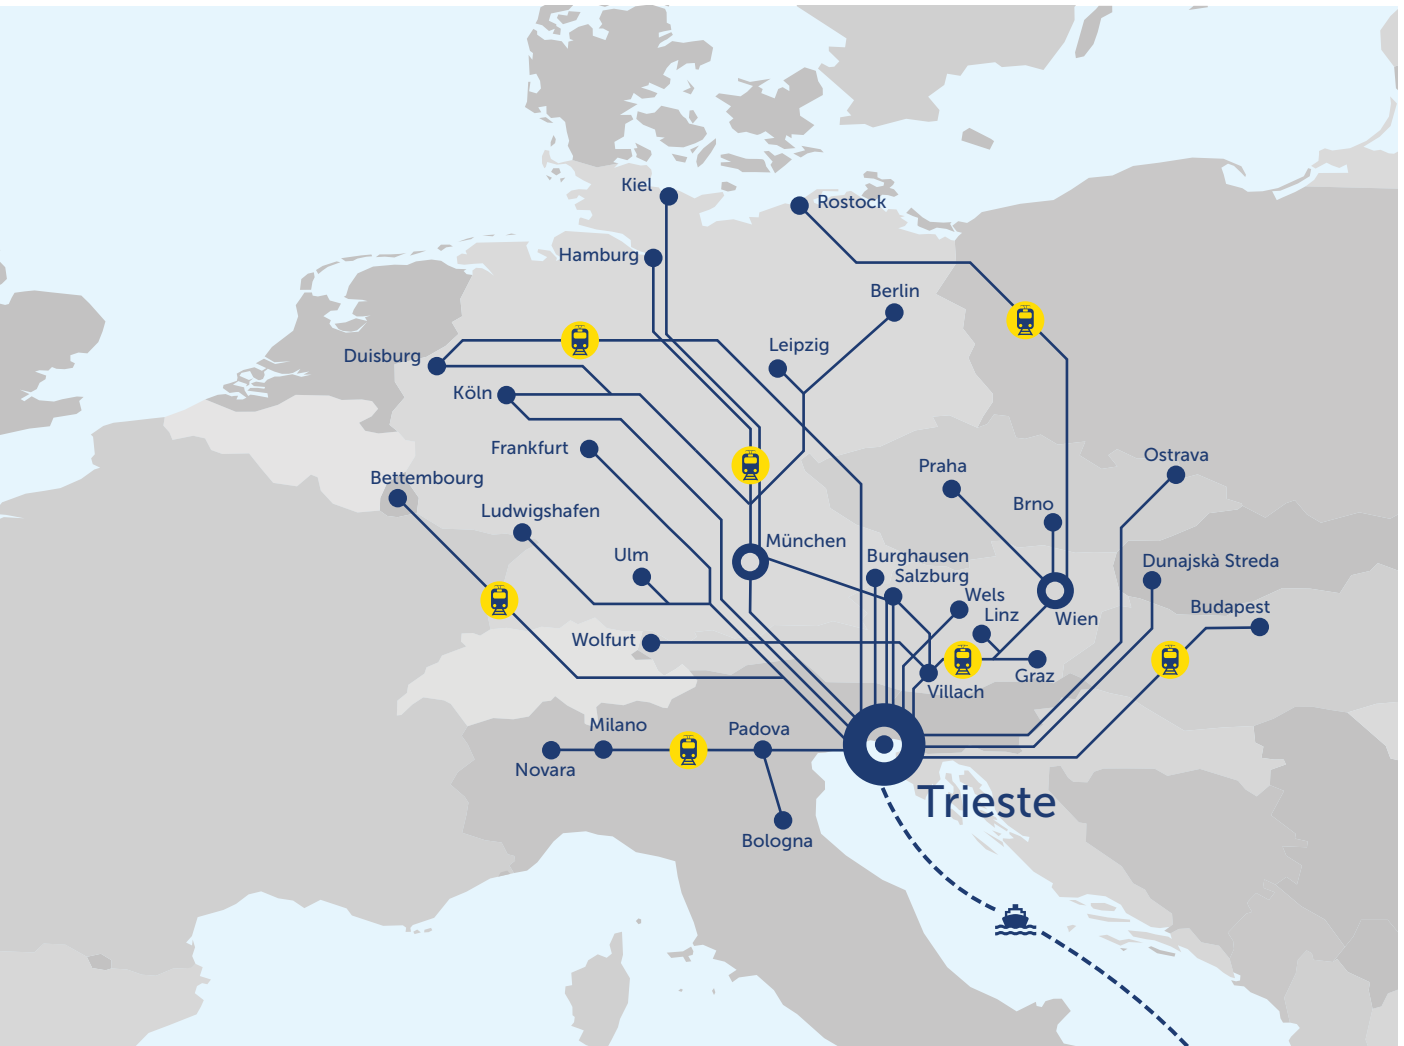 Kiel
Rostock
Hamburg
Berlin
Leipzig
Duisburg
Köln
Frankfurt
Praha
Ostrava
Bettembourg
Brno
Ludwigshafen
München
Ulm
Burghausen
Dunajskà Streda
Salzburg
Wels
Budapest
Linz
Wien
Wolfurt
Graz
Villach
Milano
Padova
Novara
Trieste
Bologna